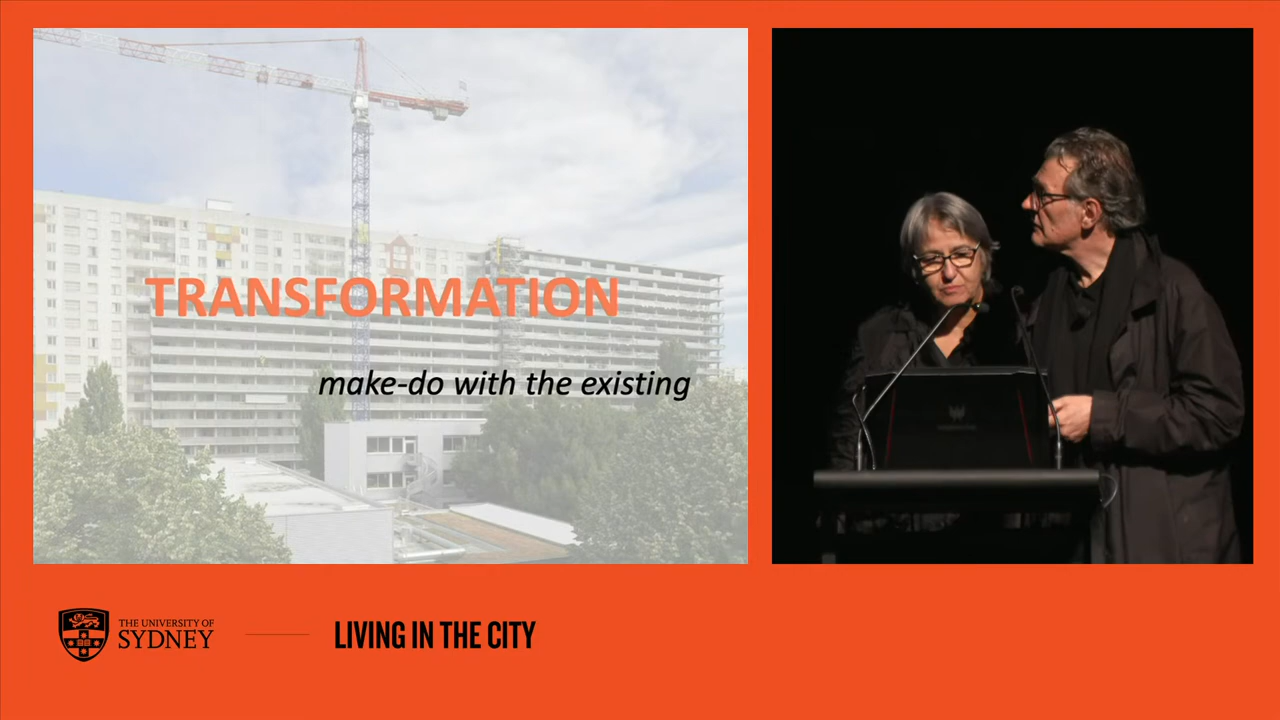 TRANSFORMATION
make-do with the existing
THE UNIVERSITY OF
SYDNEY
LIVING IN THE CITY